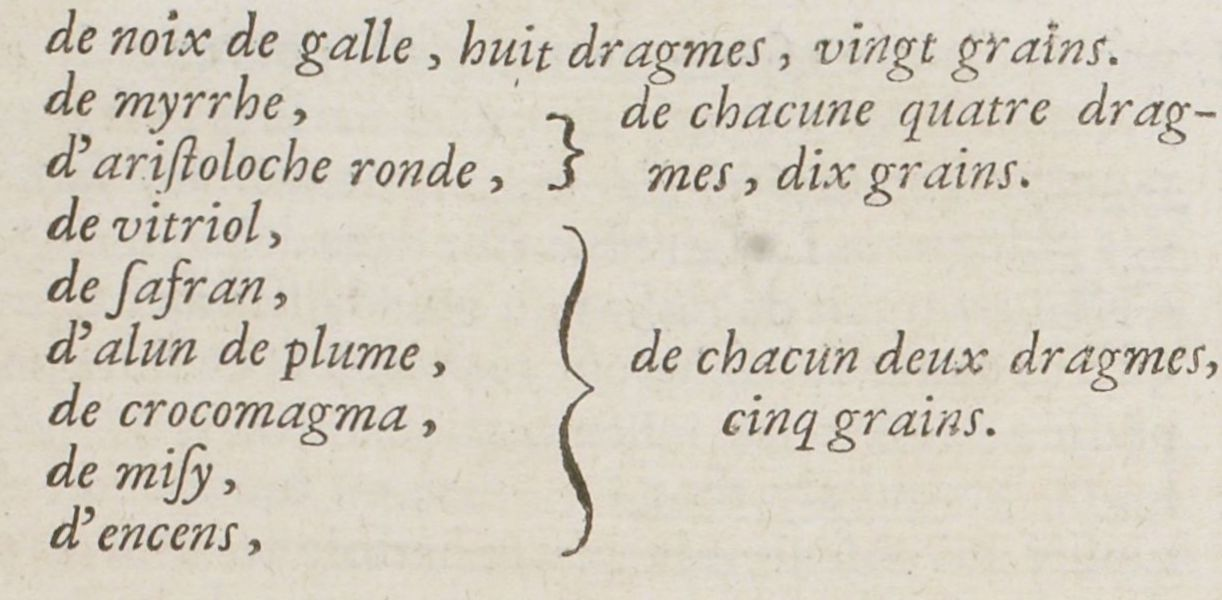 de noix de galle, huit dragmes, vingt grains.
de myrrhe,
d'ariſtoloche ronde,
de chacune quatre drag-
mes, dix grains.
de vitriol,
de ſafran,
d'alun de plume,
de crocomagma,
de miſy,
d'encens,
de chacun deux dragmes,
cinq grains.